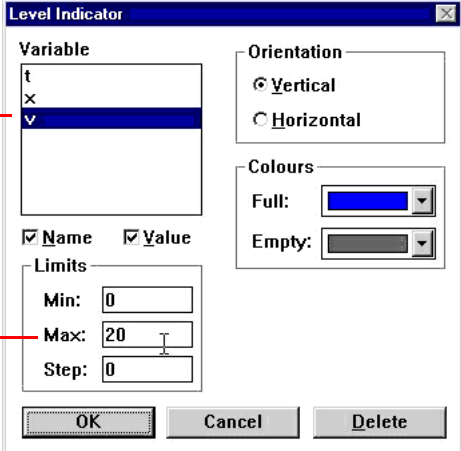 Level Indicator
Variable
t
x
v
Name Value
Limits
Min: 0
Max: 20
Step: 0
Orientation
Vertical
Horizontal
Colours
Full:
Empty:
OK Cancel Delete